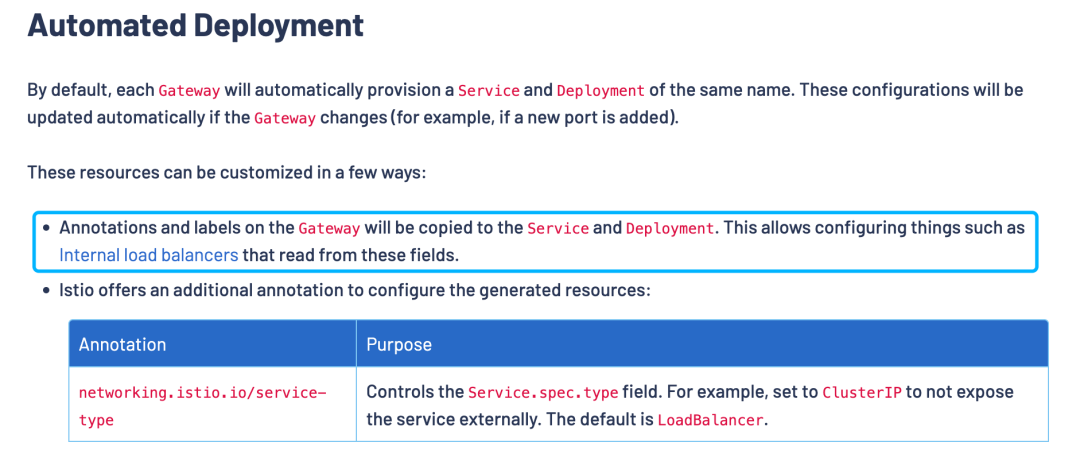 Automated Deployment
By default, each Gateway will automatically provision a Service and Deployment of the same name. These configurations will be
updated automatically if the Gateway changes (for example, if a new port is added).
These resources can be customized in a few ways:
• Annotations and labels on the Gateway will be copied to the Service and Deployment. This allows configuring things such as
Internal load balancers that read from these fields.
• Istio offers an additional annotation to configure the generated resources:
Annotation Purpose
networking.istio.io/service- Controls the Service.spec.type field. For example, set to ClusterIP to not expose
type the service externally. The default is LoadBalancer.